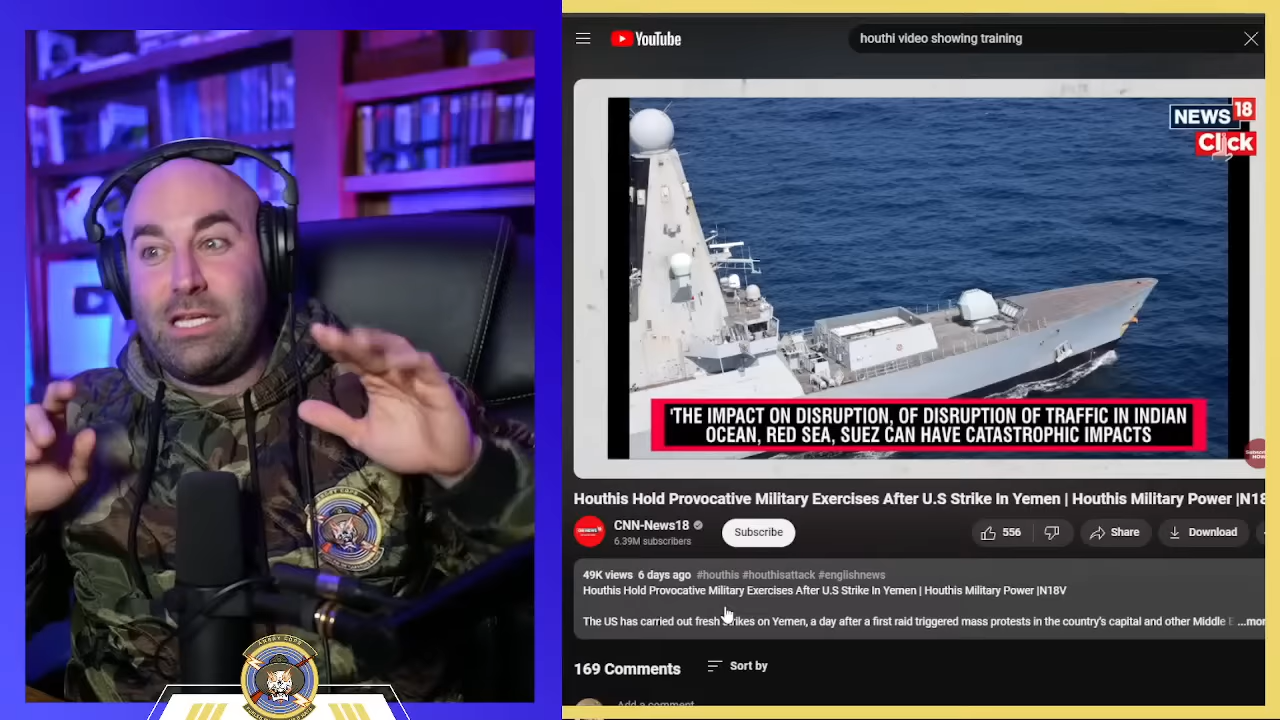 YouTube
houthi video showing training
NEWS 18
Click
'THE IMPACT ON DISRUPTION, OF DISRUPTION OF TRAFFIC IN INDIAN
OCEAN, RED SEA, SUEZ CAN HAVE CATASTROPHIC IMPACTS
Houthis Hold Provocative Military Exercises After U.S Strike In Yemen | Houthis Military Power |N18
CNN-News18
6.39M subscribers
Subscribe
556
Share
Download
49K views 6 days ago #houthis #houthisattack #englishnews
Houthis Hold Provocative Military Exercises After U.S Strike In Yemen | Houthis Military Power |N18V
The US has carried out fresh strikes on Yemen, a day after a first raid triggered mass protests in the country's capital and other Middle E ...mor
169 Comments
Sort by
Add a comment
ANGRY COPS